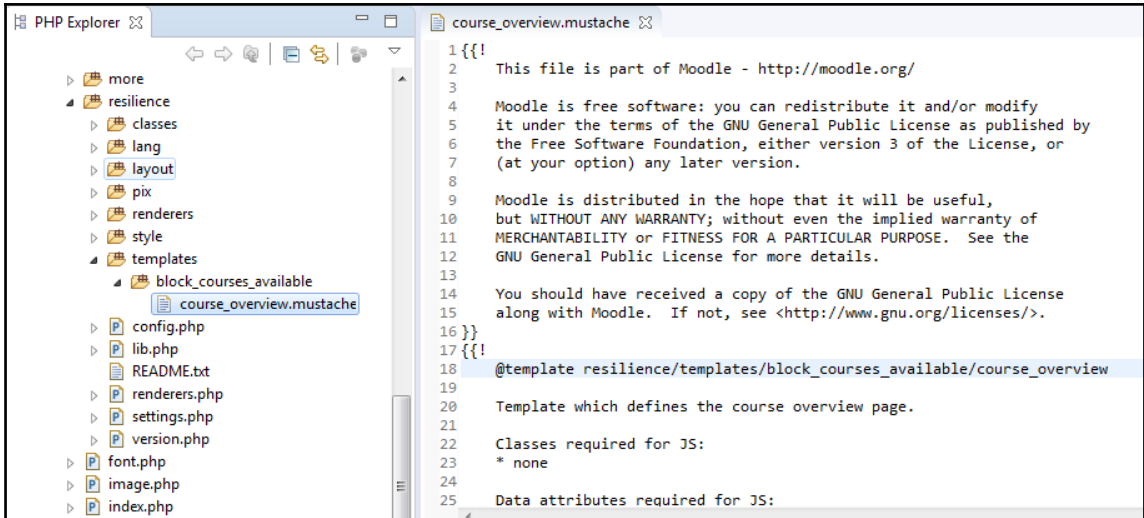 PHP Explorer
more
resilience
classes
lang
layout
pix
renderers
style
templates
block_courses_available
course_overview.mustache
config.php
lib.php
README.txt
renderers.php
settings.php
version.php
font.php
image.php
index.php
course_overview.mustache
1 {{!
2 This file is part of Moodle - http://moodle.org/
3
4 Moodle is free software: you can redistribute it and/or modify
5 it under the terms of the GNU General Public License as published by
6 the Free Software Foundation, either version 3 of the License, or
7 (at your option) any later version.
8
9 Moodle is distributed in the hope that it will be useful,
10 but WITHOUT ANY WARRANTY; without even the implied warranty of
11 MERCHANTABILITY or FITNESS FOR A PARTICULAR PURPOSE.  See the
12 GNU General Public License for more details.
13
14 You should have received a copy of the GNU General Public License
15 along with Moodle.  If not, see <http://www.gnu.org/licenses/>.
16 }}
17 {{!
18 @template resilience/templates/block_courses_available/course_overview
19
20 Template which defines the course overview page.
21
22 Classes required for JS:
23 * none
24
25 Data attributes required for JS: